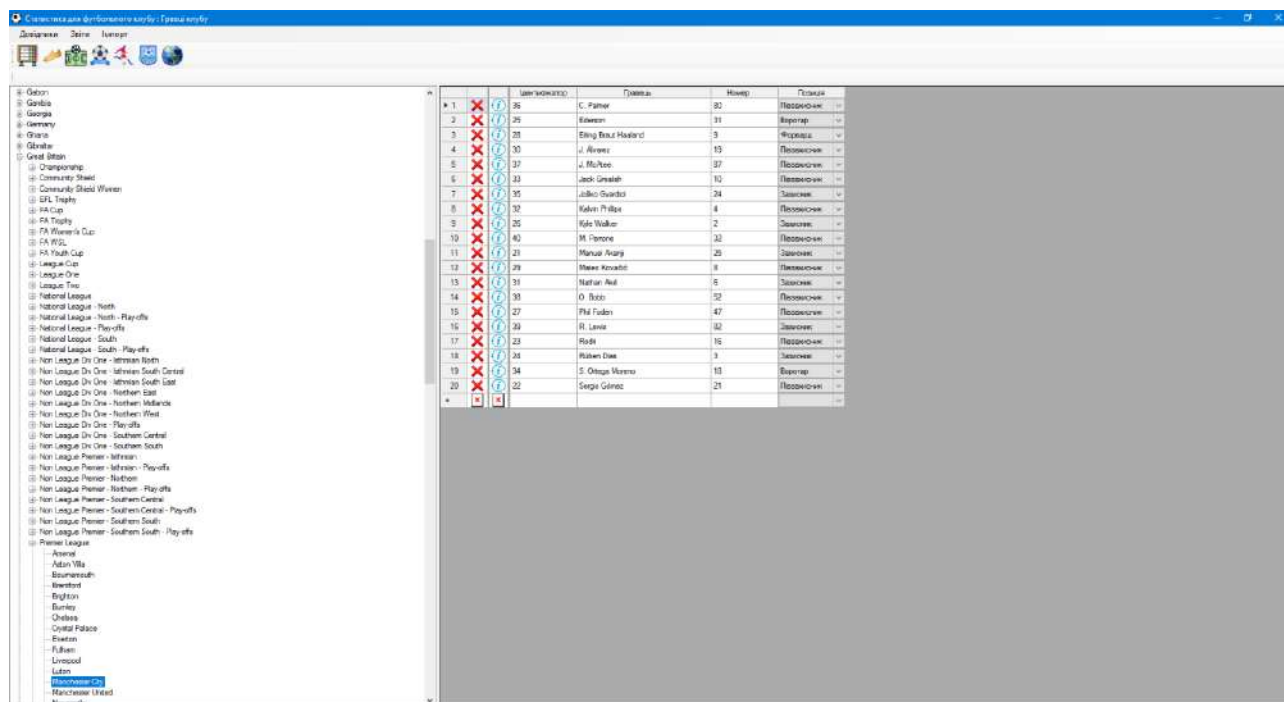 Статистика для футбольного клубу : Гравці клубу
Довідники Звіти Імпорт
Gabon
Gambia
Georgia
Germany
Ghana
Gibraltar
Great Britain
Championship
Community Shield
Community Shield Women
EFL Trophy
FA Cup
FA Trophy
FA Women's Cup
FA WSL
FA Youth Cup
League Cup
League One
League Two
National League
National League - North
National League - North - Play-offs
National League - Play-offs
National League - South
National League - South - Play-offs
Non League Div One - Isthmian North
Non League Div One - Isthmian South Central
Non League Div One - Isthmian South East
Non League Div One - Northern East
Non League Div One - Northern Midlands
Non League Div One - Northern West
Non League Div One - Play-offs
Non League Div One - Southern Central
Non League Div One - Southern South
Non League Premier - Isthmian
Non League Premier - Isthmian - Play-offs
Non League Premier - Northern
Non League Premier - Northern - Play-offs
Non League Premier - Southern Central
Non League Premier - Southern Central - Play-offs
Non League Premier - Southern South
Non League Premier - Southern South - Play-offs
Premier League
Arsenal
Aston Villa
Bournemouth
Brentford
Brighton
Burnley
Chelsea
Crystal Palace
Everton
Fulham
Liverpool
Luton
Manchester City
Manchester United
Ідентифікатор Гравець Номер Позиція
1 36 C. Palmer 80 Півзахисник
2 25 Ederson 31 Воротар
3 28 Erling Braut Haaland 9 Форвард
4 30 J. Álvarez 19 Півзахисник
5 37 J. McAtee 87 Півзахисник
6 33 Jack Grealish 10 Півзахисник
7 35 Joško Gvardiol 24 Захисник
8 32 Kalvin Phillips 4 Півзахисник
9 26 Kyle Walker 2 Захисник
10 40 M. Perrone 32 Півзахисник
11 21 Manuel Akanji 25 Захисник
12 29 Mateo Kovačić 8 Півзахисник
13 31 Nathan Aké 6 Захисник
14 38 O. Bobb 52 Півзахисник
15 27 Phil Foden 47 Півзахисник
16 39 R. Lewis 82 Захисник
17 23 Rodri 16 Півзахисник
18 24 Rúben Dias 3 Захисник
19 34 S. Ortega Moreno 18 Воротар
20 22 Sergio Gómez 21 Півзахисник